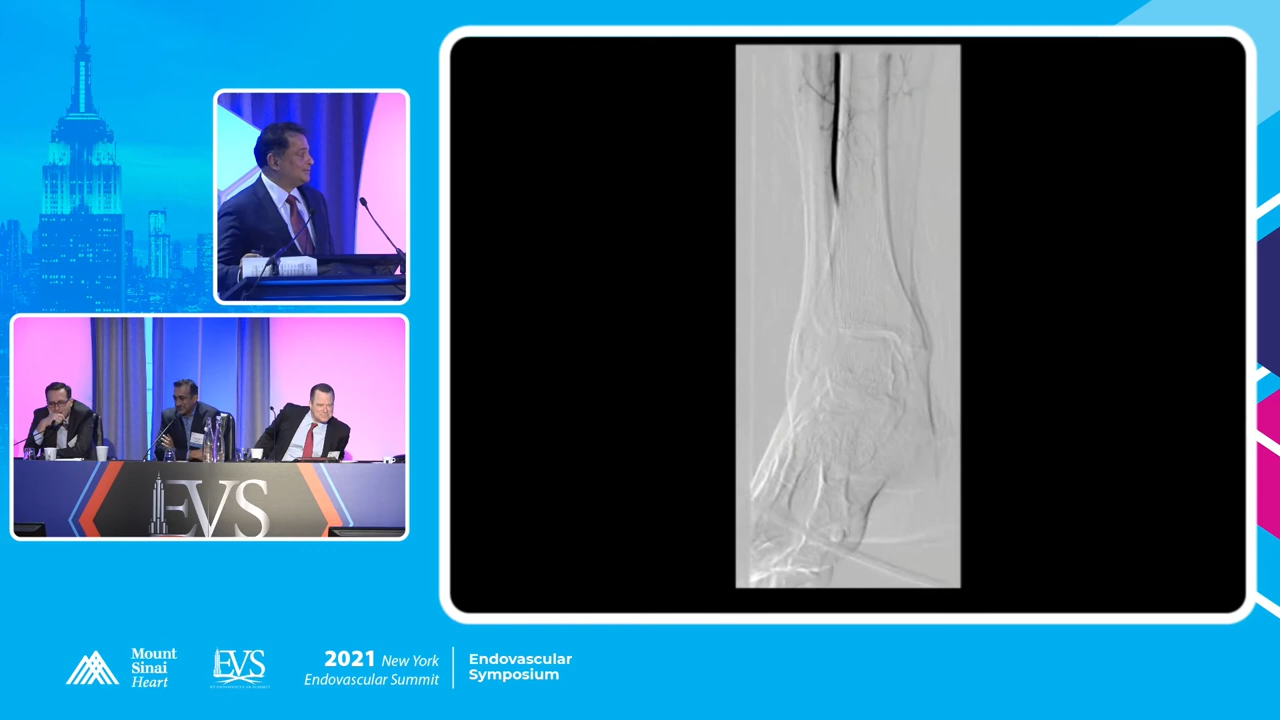 EVS
Mount
Sinai
Heart
EVS
2021 New York
Endovascular Summit
Endovascular
Symposium